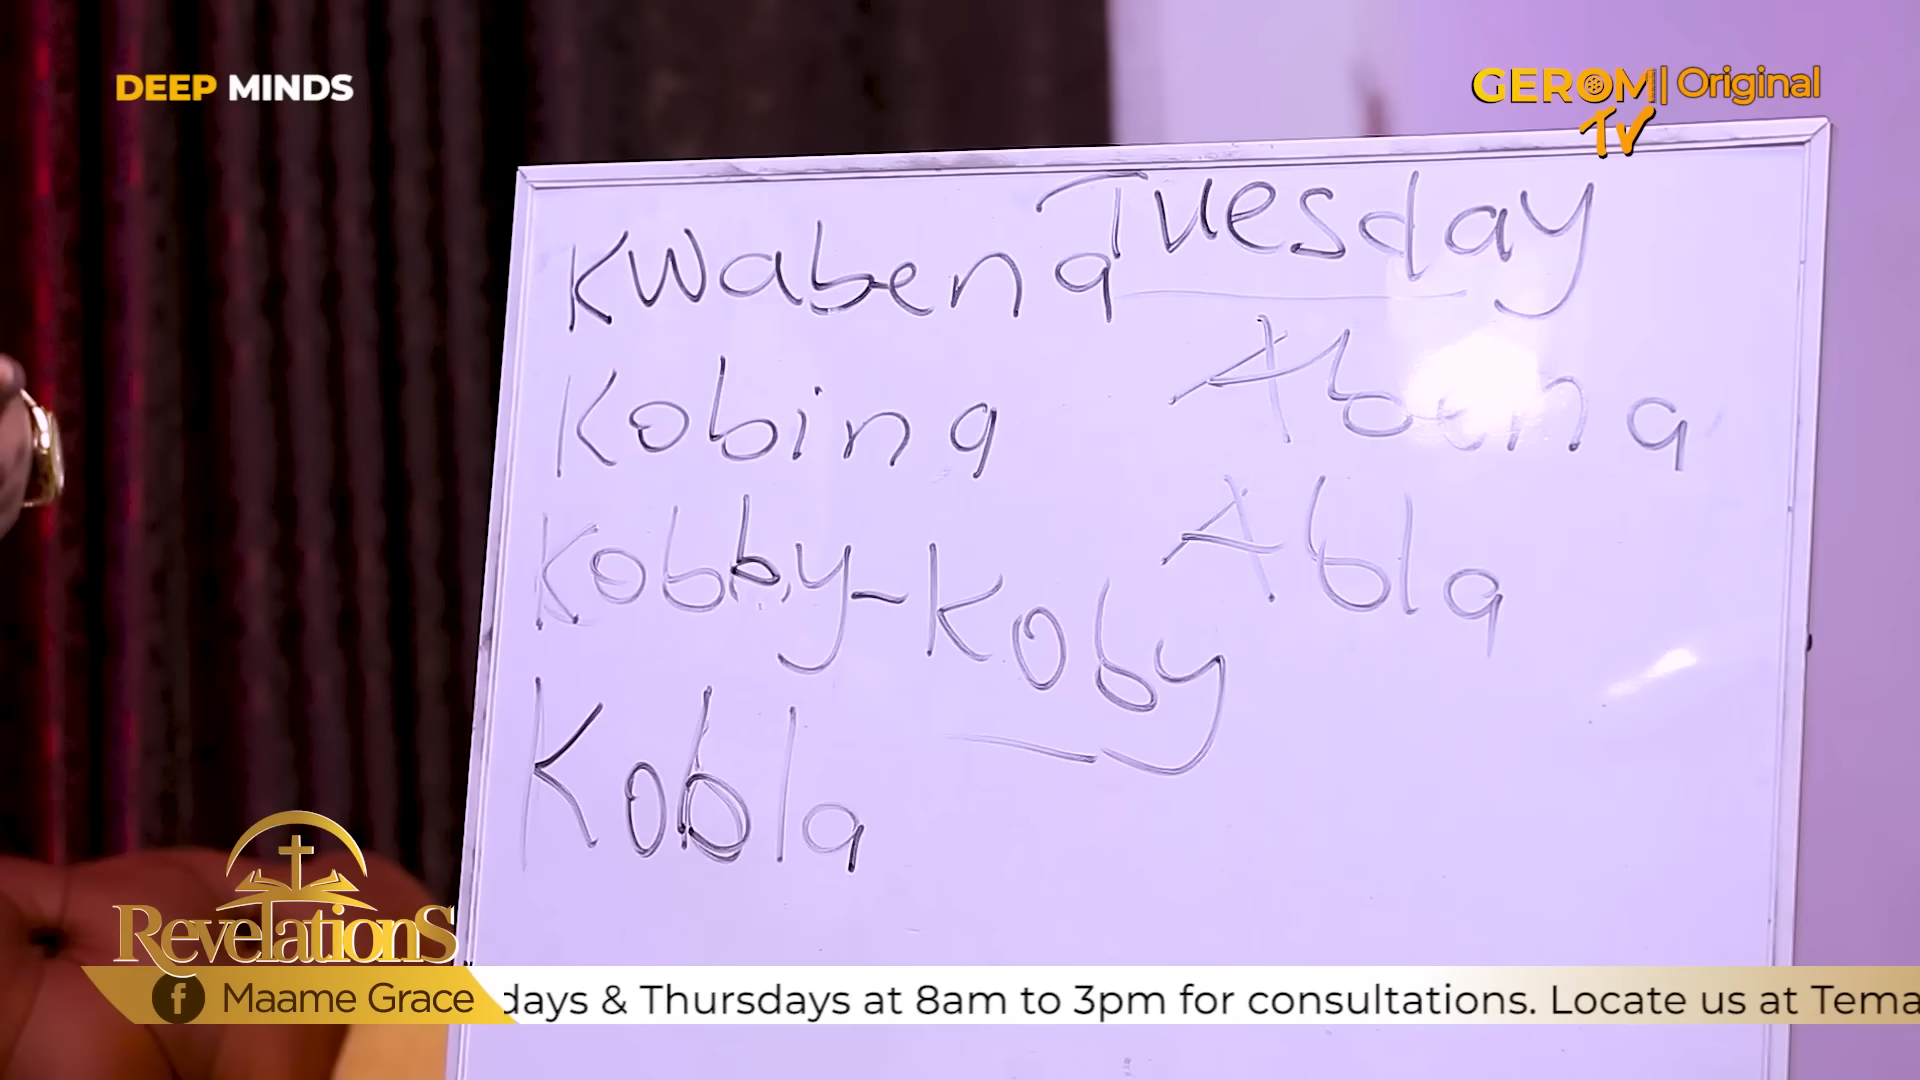 DEEP MINDS
GEROM TV | Original
Tuesday
Kwabena
Kobina
Abena
Kobby - Koby
Abla
Kobla
Revelations
Maame Grace
days & Thursdays at 8am to 3pm for consultations. Locate us at Tema